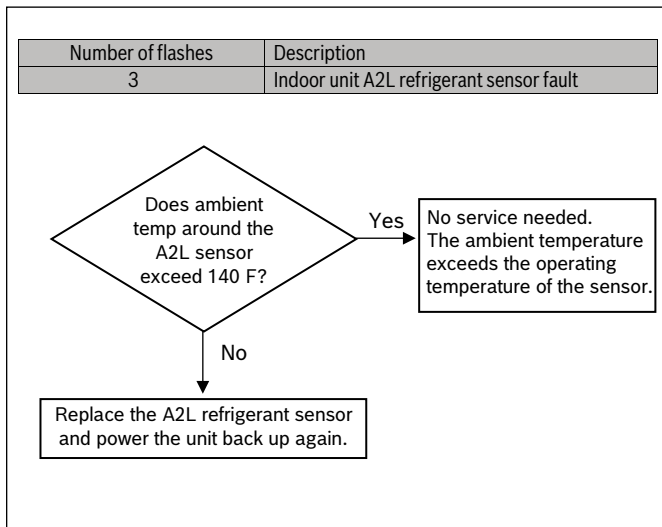 Number of flashes Description
3 Indoor unit A2L refrigerant sensor fault
Does ambient
temp around the
A2L sensor
exceed 140 F?
Yes
No service needed.
The ambient temperature
exceeds the operating
temperature of the sensor.
No
Replace the A2L refrigerant sensor
and power the unit back up again.